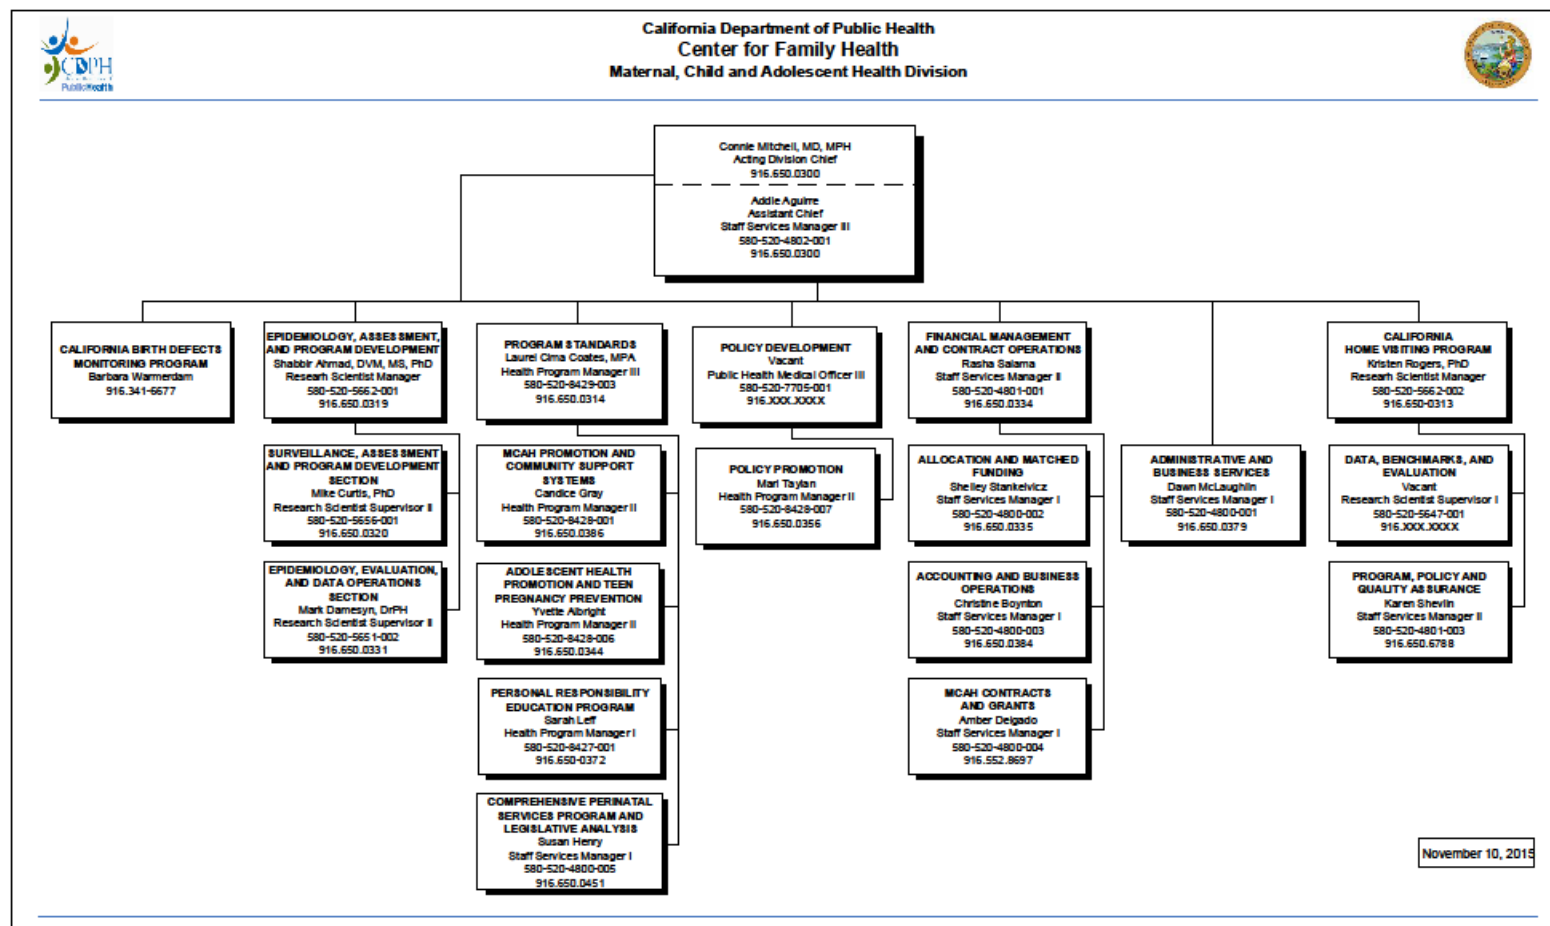 California Department of Public Health
Center for Family Health
Maternal, Child and Adolescent Health Division
CDPH
PublicHealth
Connie Mitchell, MD, MPH
Acting Division Chief
916.650.0300
Addie Aguirre
Assistant Chief
Staff Services Manager III
580-520-4802-001
916.650.0300
CALIFORNIA BIRTH DEFECTS
MONITORING PROGRAM
Barbara Warmerdam
916.341-6677
EPIDEMIOLOGY, ASSESSMENT,
AND PROGRAM DEVELOPMENT
Shabbir Ahmad, DVM, MS, PhD
Researh Scientist Manager
580-520-5662-001
916.650.0319
PROGRAM STANDARDS
Laurel Cima Coates, MPA
Health Program Manager III
580-520-8429-003
916.650.0314
POLICY DEVELOPMENT
Vacant
Public Health Medical Officer III
580-520-7705-001
916.XXX.XXXX
FINANCIAL MANAGEMENT
AND CONTRACT OPERATIONS
Rasha Salama
Staff Services Manager II
580-520-4801-001
916.650.0334
CALIFORNIA
HOME VISITING PROGRAM
Kristen Rogers, PhD
Researh Scientist Manager
580-520-5662-002
916.650-0313
SURVEILLANCE, ASSESSMENT
AND PROGRAM DEVELOPMENT
SECTION
Mike Curtis, PhD
Research Scientist Supervisor II
580-520-5656-001
916.650.0320
MCAH PROMOTION AND
COMMUNITY SUPPORT
SYSTEMS
Candice Gray
Health Program Manager II
580-520-8428-001
916.650.0386
POLICY PROMOTION
Mari Taylan
Health Program Manager II
580-520-8428-007
916.650.0356
ALLOCATION AND MATCHED
FUNDING
Shelley Stankeivicz
Staff Services Manager I
580-520-4800-002
916.650.0335
ADMINISTRATIVE AND
BUSINESS SERVICES
Dawn McLaughlin
Staff Services Manager I
580-520-4800-001
916.650.0379
DATA, BENCHMARKS, AND
EVALUATION
Vacant
Research Scientist Supervisor I
580-520-5647-001
916.XXX.XXXX
EPIDEMIOLOGY, EVALUATION,
AND DATA OPERATIONS
SECTION
Mark Damesyn, DrPH
Research Scientist Supervisor II
580-520-5651-002
916.650.0331
ADOLESCENT HEALTH
PROMOTION AND TEEN
PREGNANCY PREVENTION
Yvette Albright
Health Program Manager II
580-520-8428-006
916.650.0344
ACCOUNTING AND BUSINESS
OPERATIONS
Christine Boynton
Staff Services Manager I
580-520-4800-003
916.650.0384
PROGRAM, POLICY AND
QUALITY ASSURANCE
Karen Shevlin
Staff Services Manager II
580-520-4801-003
916.650.6788
PERSONAL RESPONSIBILITY
EDUCATION PROGRAM
Sarah Leff
Health Program Manager I
580-520-8427-001
916.650-0372
MCAH CONTRACTS
AND GRANTS
Amber Delgado
Staff Services Manager I
580-520-4800-004
916.552.8697
COMPREHENSIVE PERINATAL
SERVICES PROGRAM AND
LEGISLATIVE ANALYSIS
Susan Henry
Staff Services Manager I
580-520-4800-005
916.650.0451
November 10, 2015